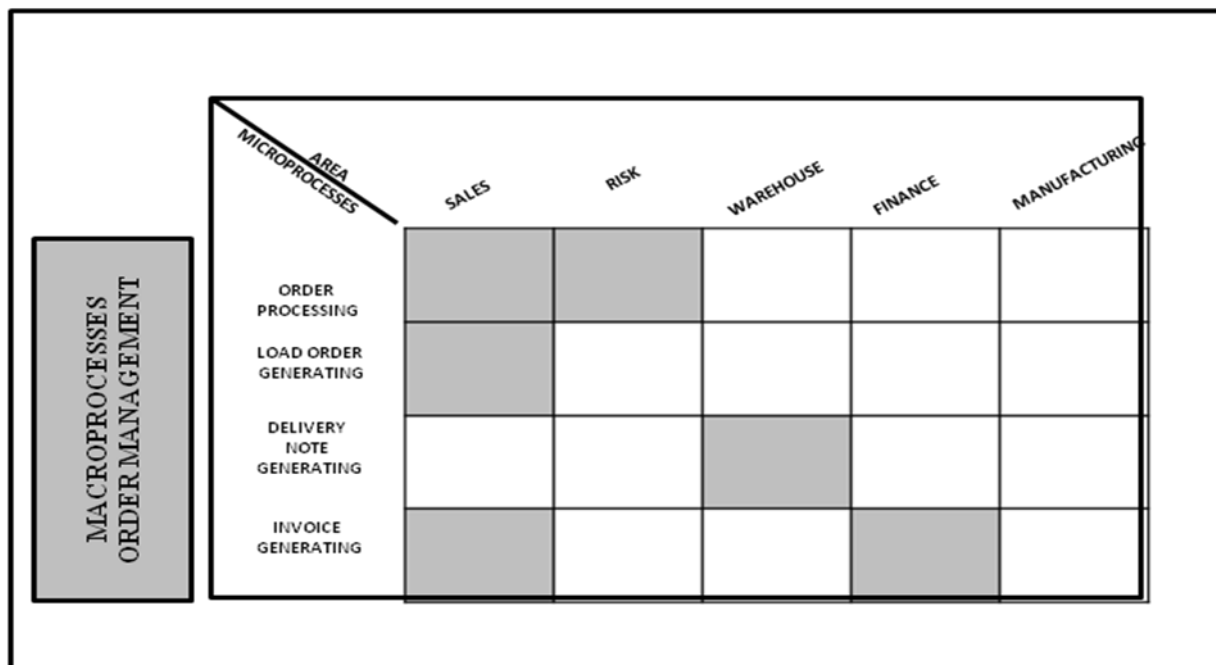 AREA
MICROPROCESSES
SALES
RISK
WAREHOUSE
FINANCE
MANUFACTURING
MACROPROCESSES
ORDER MANAGEMENT
ORDER
PROCESSING
LOAD ORDER
GENERATING
DELIVERY
NOTE
GENERATING
INVOICE
GENERATING